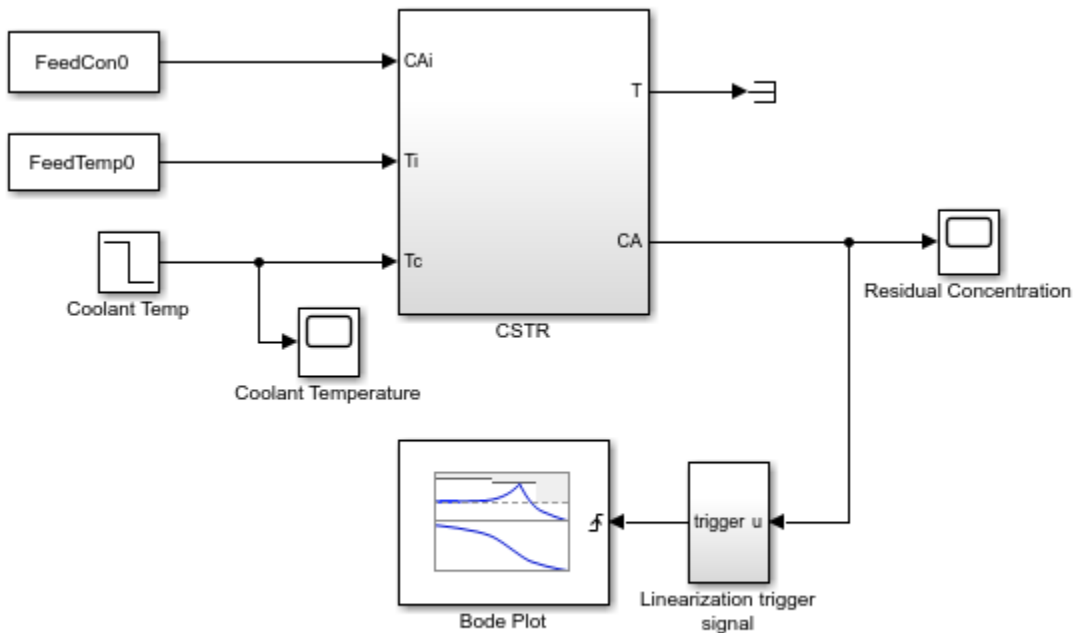 FeedCon0
CAi
T
FeedTemp0
Ti
CA
Tc
Coolant Temp
Residual Concentration
CSTR
Coolant Temperature
trigger u
Linearization trigger
signal
Bode Plot